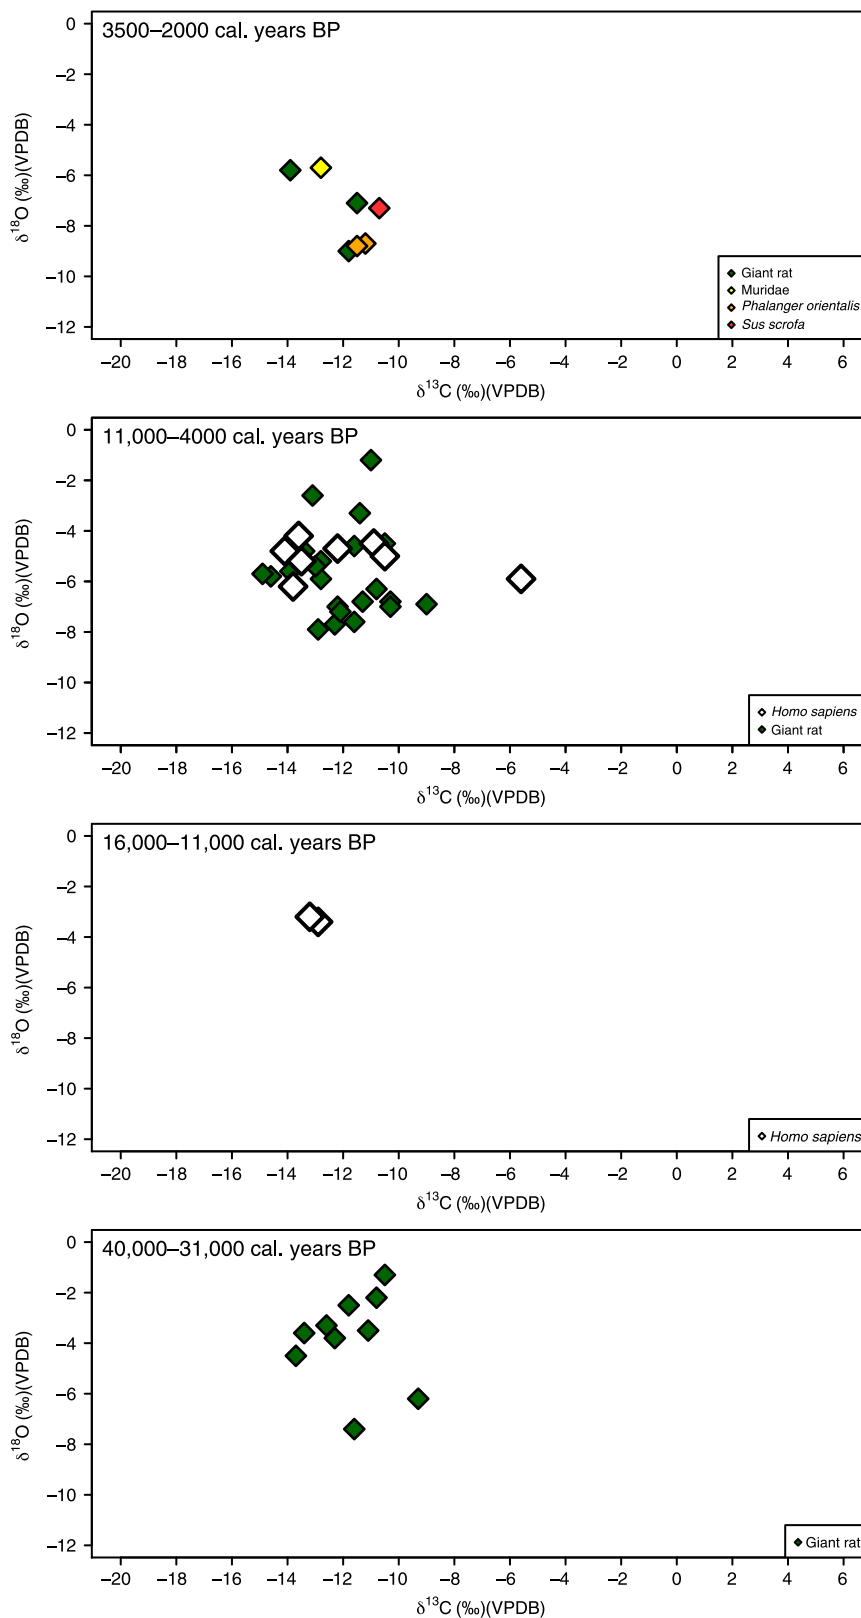 3500–2000 cal. years BP
0
−2
−4
−6
−8
−10
−12
δ18O (‰)(VPDB)
Giant rat
Muridae
Phalanger orientalis
Sus scrofa
−20 −18 −16 −14 −12 −10 −8 −6 −4 −2 0 2 4 6
δ13C (‰)(VPDB)
11,000–4000 cal. years BP
0
−2
−4
−6
−8
−10
−12
δ18O (‰)(VPDB)
Homo sapiens
Giant rat
−20 −18 −16 −14 −12 −10 −8 −6 −4 −2 0 2 4 6
δ13C (‰)(VPDB)
16,000–11,000 cal. years BP
0
−2
−4
−6
−8
−10
−12
δ18O (‰)(VPDB)
Homo sapiens
−20 −18 −16 −14 −12 −10 −8 −6 −4 −2 0 2 4 6
δ13C (‰)(VPDB)
40,000–31,000 cal. years BP
0
−2
−4
−6
−8
−10
−12
δ18O (‰)(VPDB)
Giant rat
−20 −18 −16 −14 −12 −10 −8 −6 −4 −2 0 2 4 6
δ13C (‰)(VPDB)